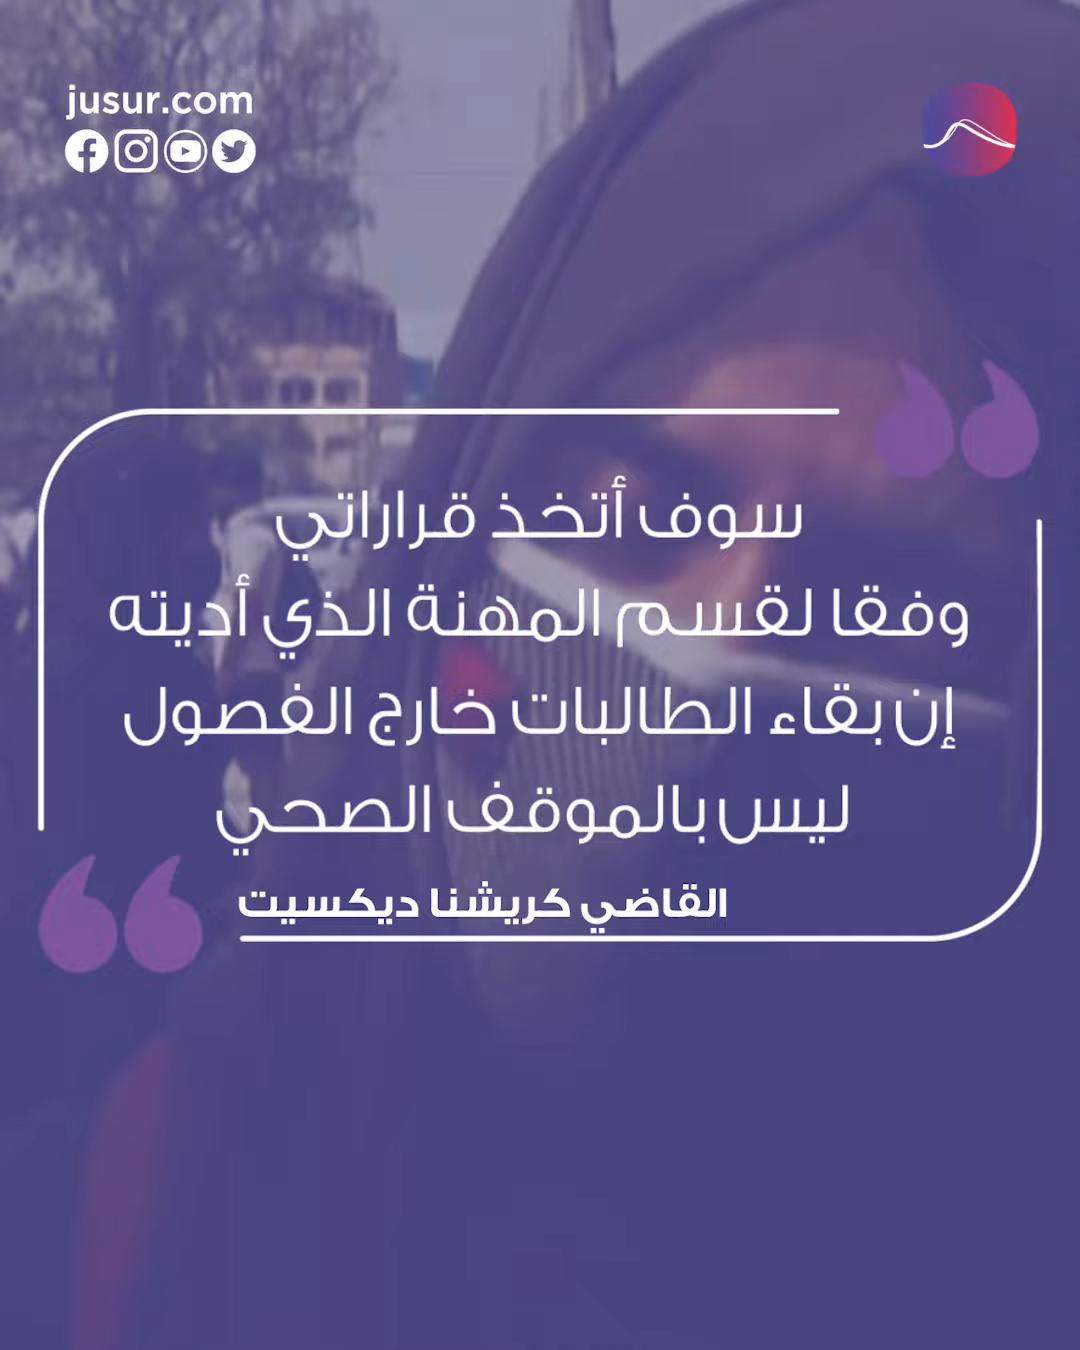 jusur.com
سوف أتخذ قراراتي
وفقا لقسم المهنة الذي أديته
إن بقاء الطالبات خارج الفصول
ليس بالموقف الصحي
القاضي كريشنا ديكسيت